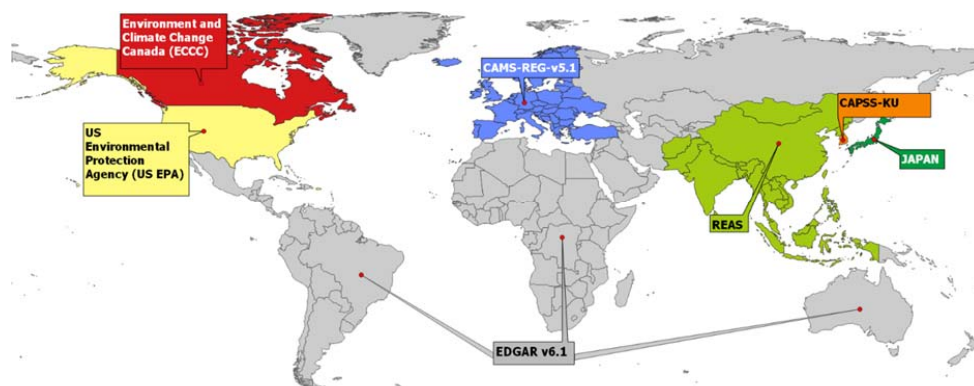 Environment and
Climate Change
Canada (ECCC)
CAMS-REG-v5.1
CAPSS-KU
US
Environmental
Protection
Agency (US EPA)
JAPAN
REAS
EDGAR v6.1